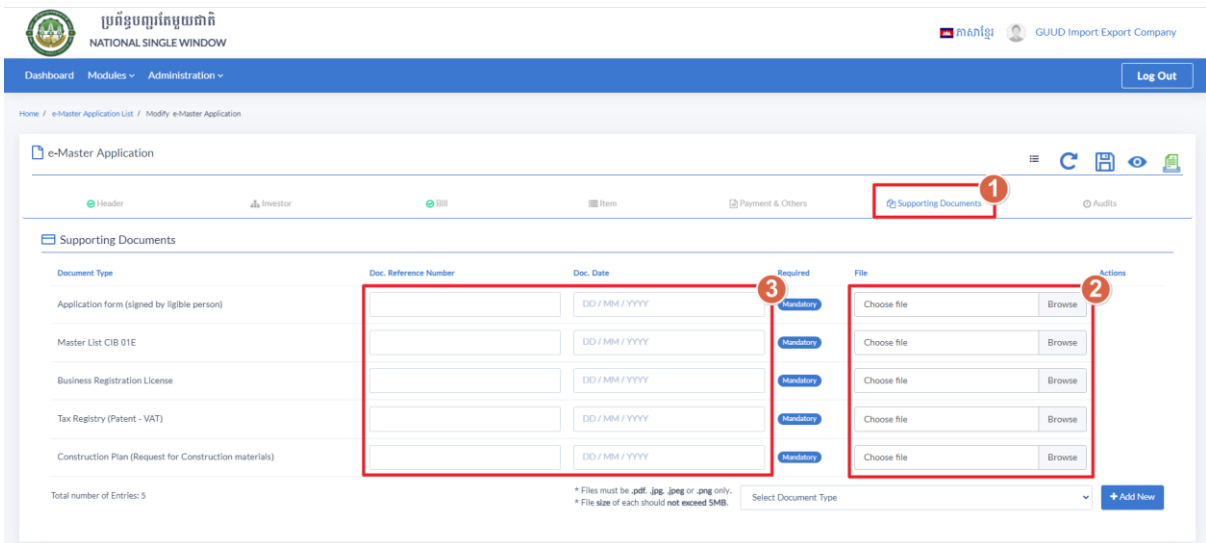 ប្រព័ន្ធបញ្ជរតែមួយជាតិ
NATIONAL SINGLE WINDOW
ភាសាខ្មែរ GUUD Import Export Company
Dashboard Modules Administration Log Out
Home / e-Master Application List / Modify e-Master Application
e-Master Application
1
Header Investor Bill Item Payment & Others Supporting Documents Audits
Supporting Documents
Document Type Doc. Reference Number Doc. Date Required File Actions
3 2
Application form (signed by ligible person) DD / MM / YYYY Mandatory Choose file Browse
Master List CIB 01E DD / MM / YYYY Mandatory Choose file Browse
Business Registration License DD / MM / YYYY Mandatory Choose file Browse
Tax Registry (Patent - VAT) DD / MM / YYYY Mandatory Choose file Browse
Construction Plan (Request for Construction materials) DD / MM / YYYY Mandatory Choose file Browse
Total number of Entries: 5 * Files must be .pdf, .jpg, .jpeg or .png only. Select Document Type + Add New
* File size of each should not exceed 5MB.